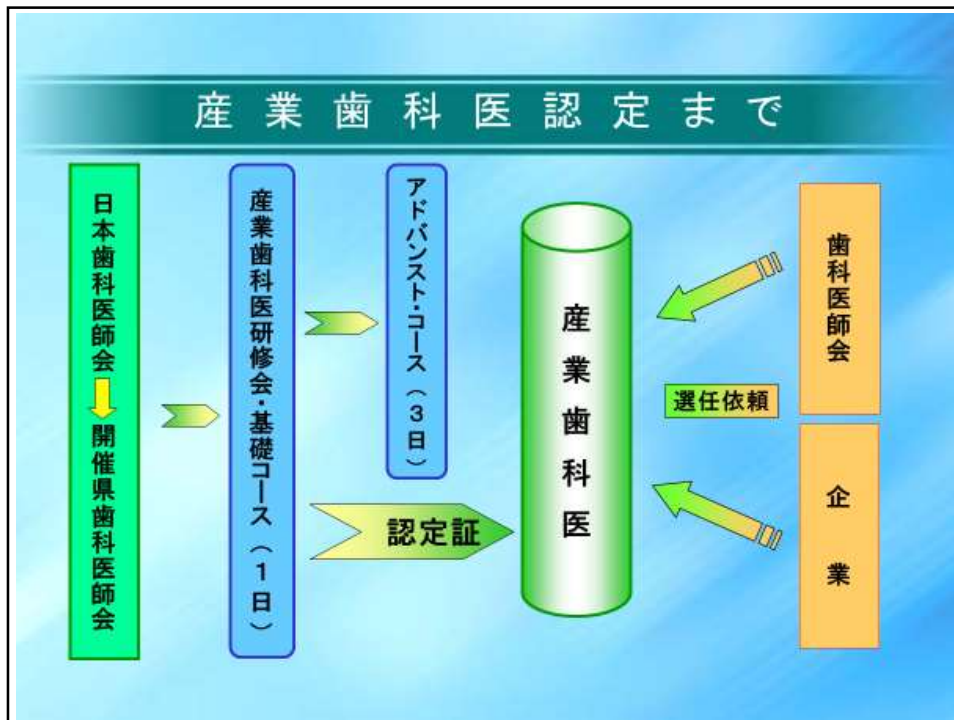 産業歯科医認定まで
日本歯科医師会
開催県歯科医師会
産業歯科医研修会・基礎コース（1日）
アドバンスト・コース（3日）
認定証
産業歯科医
選任依頼
歯科医師会
企業